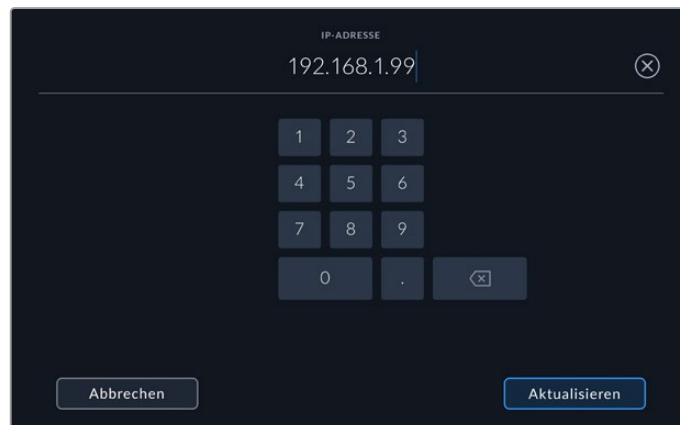 IP-ADRESSE
192.168.1.99
1 2 3
4 5 6
7 8 9
0 .
Abbrechen Aktualisieren